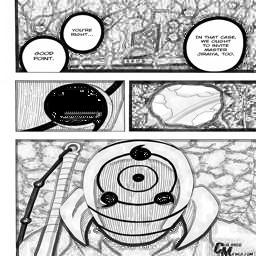 YOU'RE
RIGHT...
GOOD
POINT.
IN THAT CASE,
WE OUGHT
TO INVITE
MASTER
JIRAIYA, TOO.